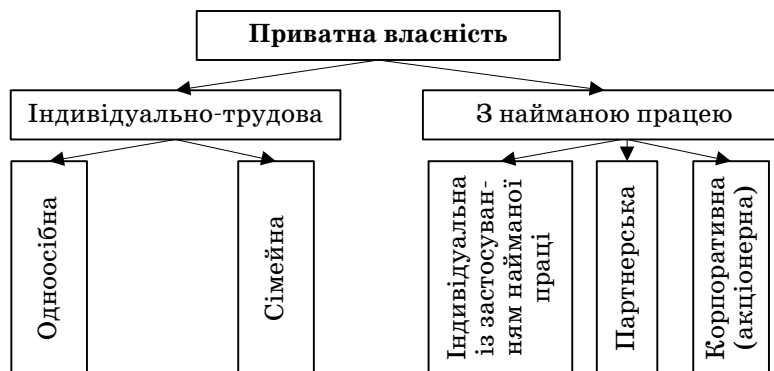 Приватна власність
Індивідуально-трудова
З найманою працею
Одноосібна
Сімейна
Індивідуальна
із застосуван-
ням найманої
праці
Партнерська
Корпоративна
(акціонерна)